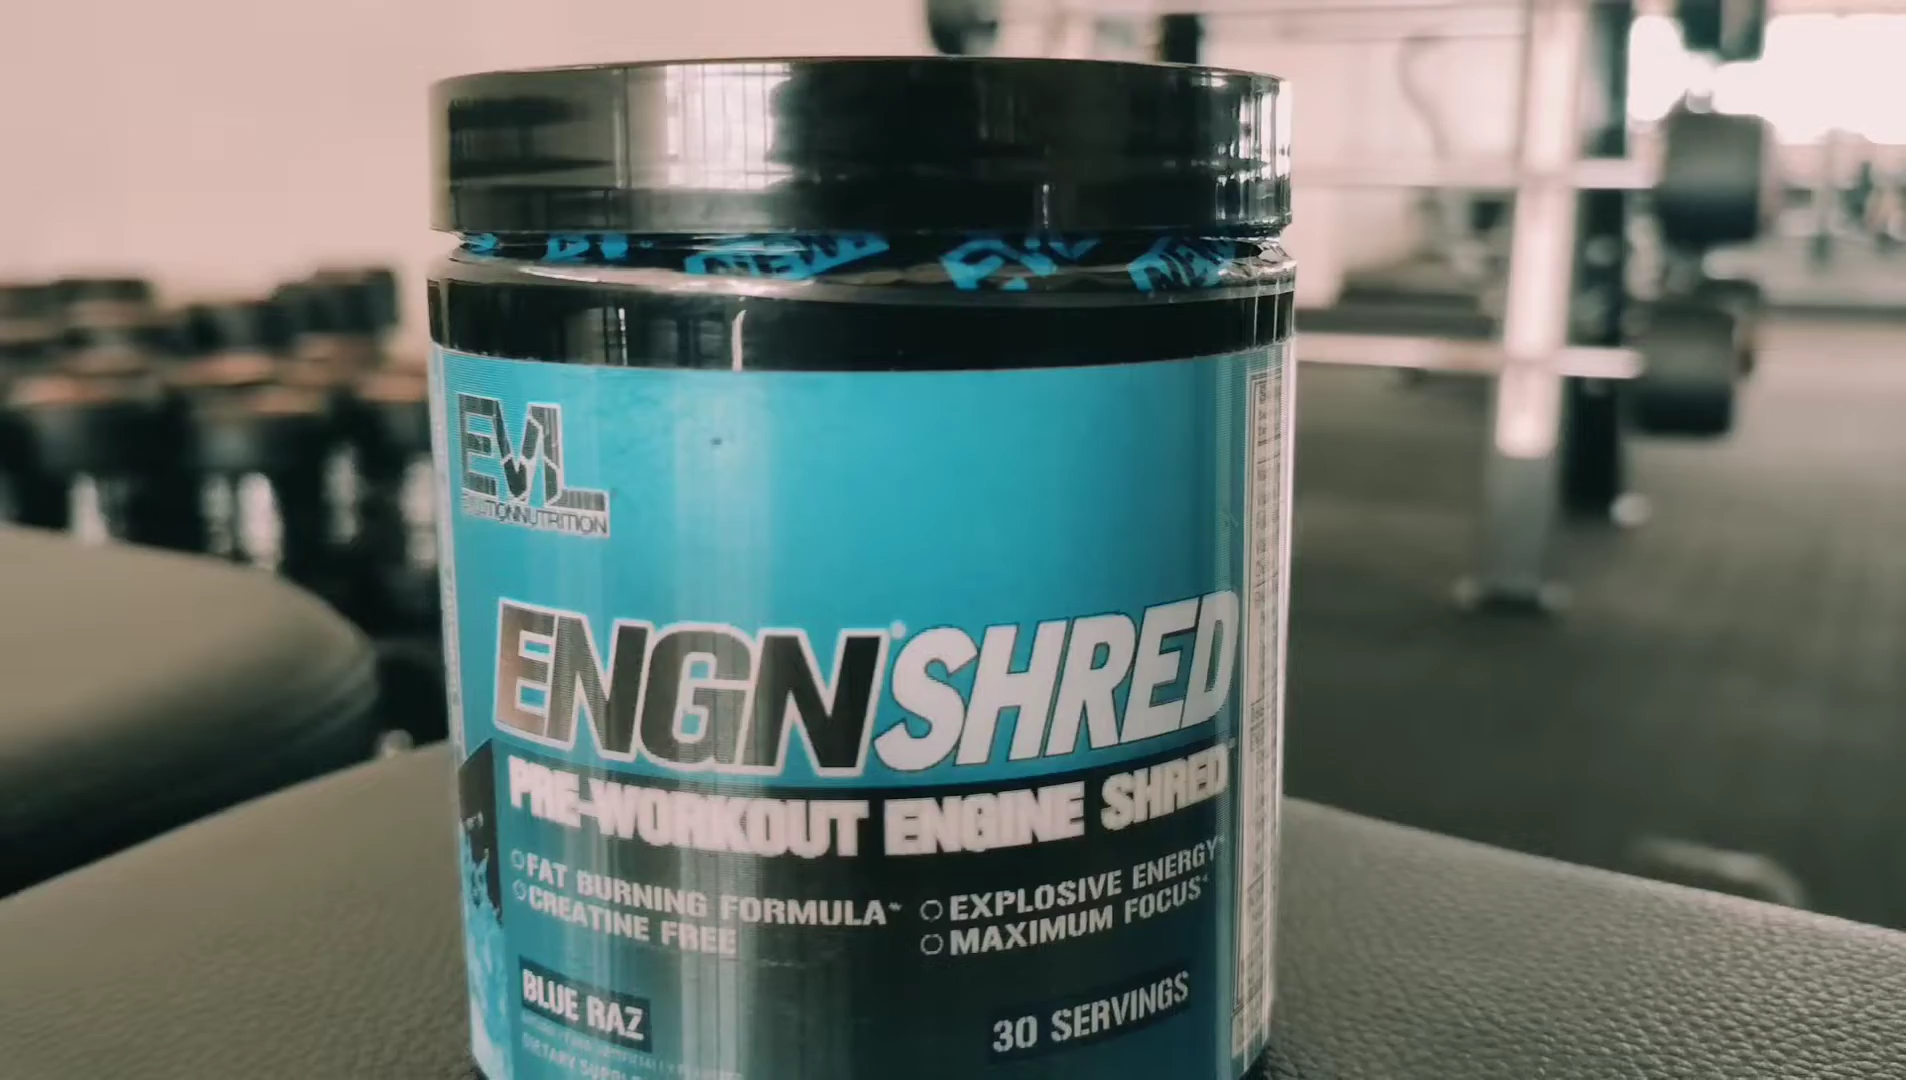 EVL
NUTRITION
ENGN SHRED
PRE-WORKOUT ENGINE SHRED
FAT BURNING FORMULA*
CREATINE FREE
EXPLOSIVE ENERGY*
MAXIMUM FOCUS*
BLUE RAZ
30 SERVINGS